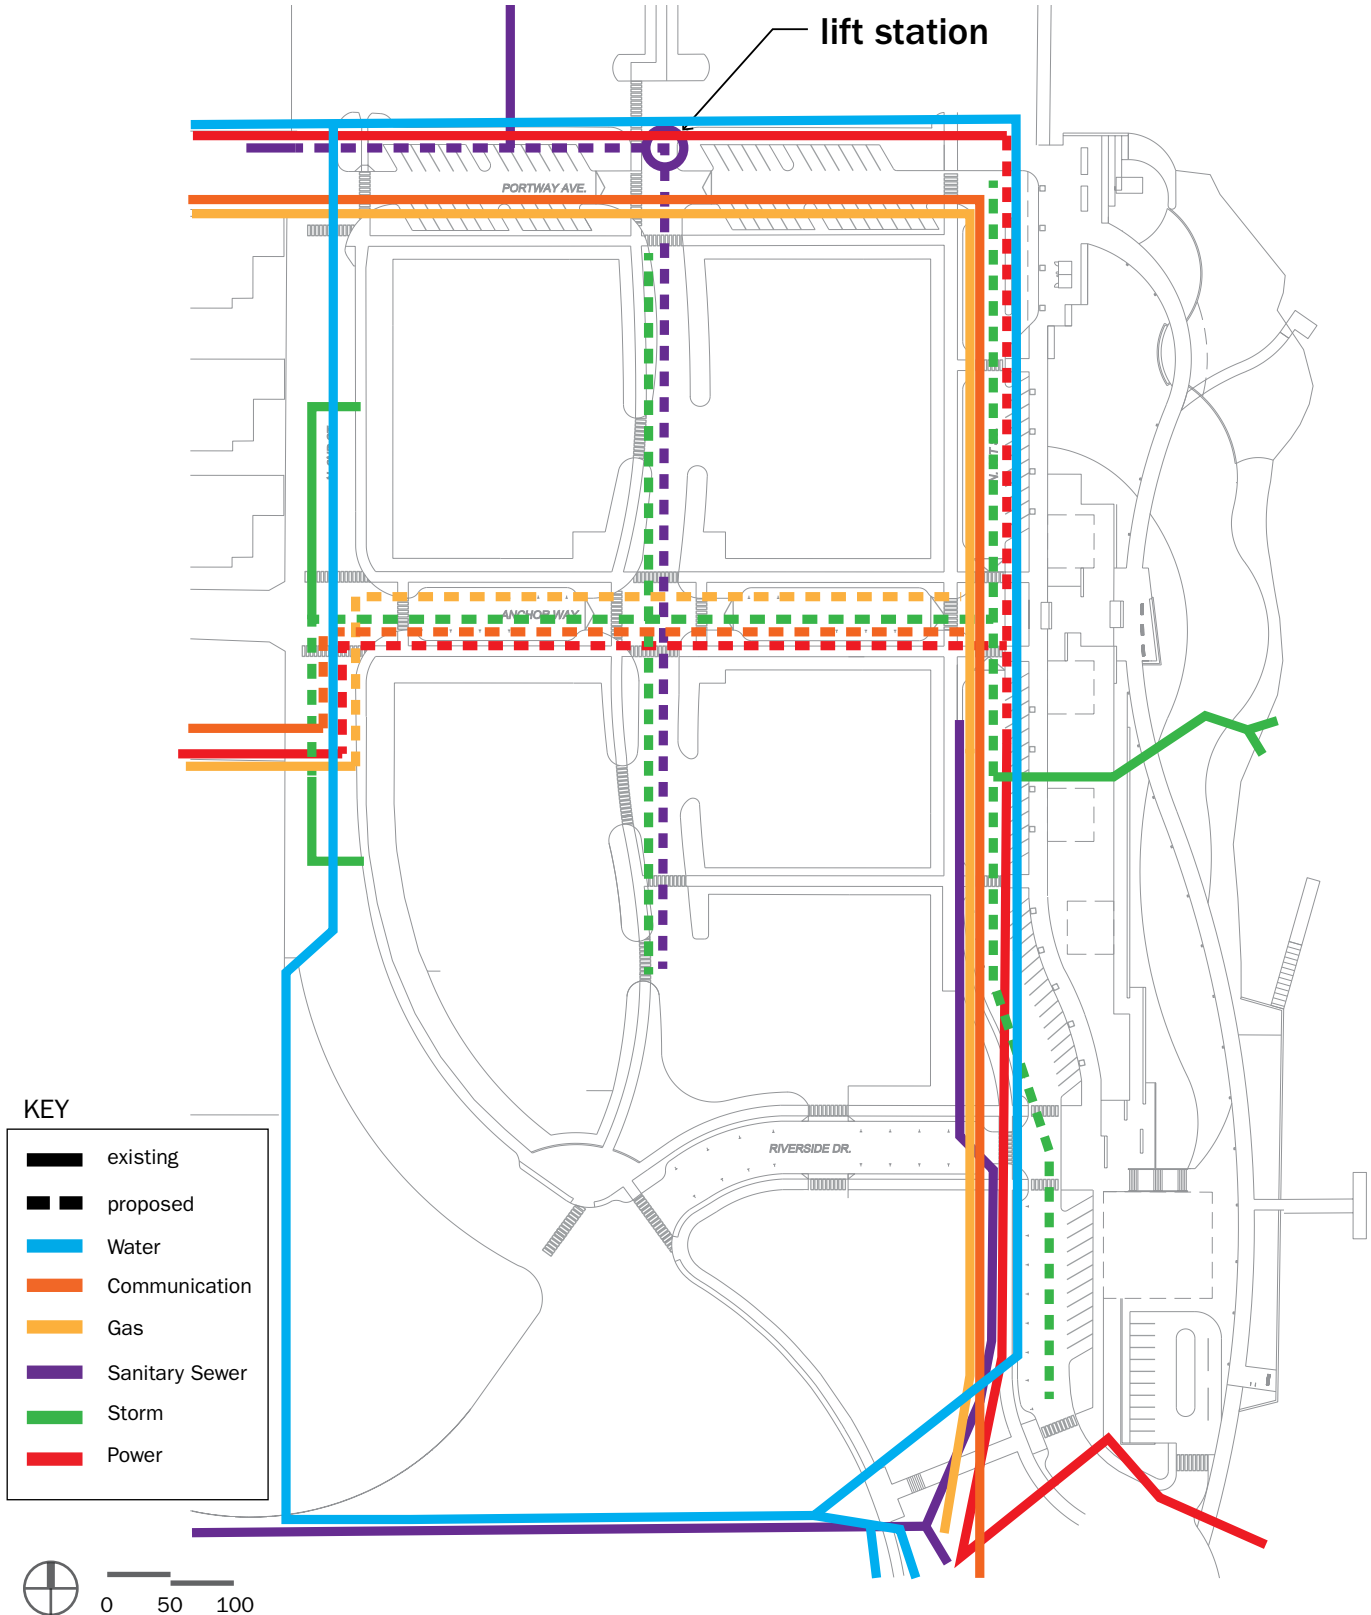 lift station
PORTWAY AVE.
ANCHOR WAY
RIVERSIDE DR.
KEY
existing
proposed
Water
Communication
Gas
Sanitary Sewer
Storm
Power
0 50 100